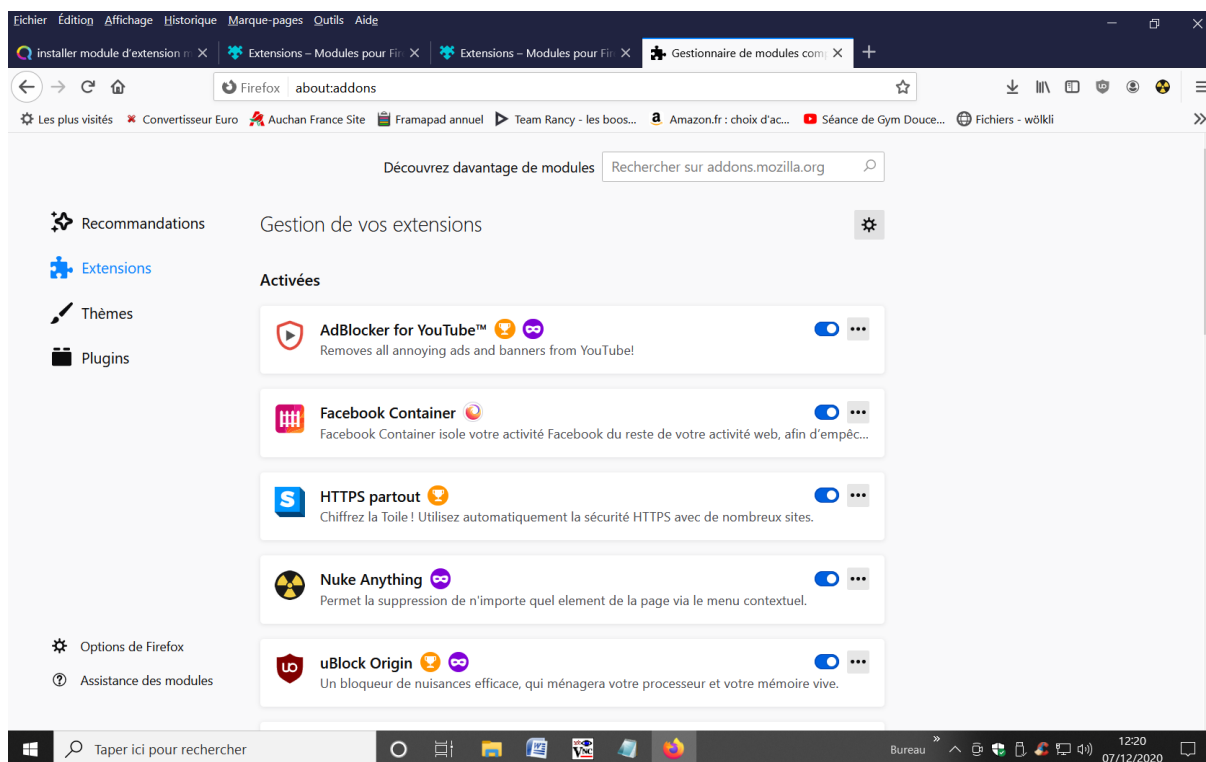 Fichier Édition Affichage Historique Marque-pages Outils Aide
installer module d'extension m
Extensions – Modules pour Fire
Extensions – Modules pour Fire
Gestionnaire de modules comp
Firefox about:addons
Les plus visités Convertisseur Euro Auchan France Site Framapad annuel Team Rancy - les boos... Amazon.fr : choix d'ac... Séance de Gym Douce... Fichiers - wölkli
Découvrez davantage de modules Rechercher sur addons.mozilla.org
Recommandations
Extensions
Thèmes
Plugins
Gestion de vos extensions
Activées
AdBlocker for YouTube™
Removes all annoying ads and banners from YouTube!
Facebook Container
Facebook Container isole votre activité Facebook du reste de votre activité web, afin d'empêc...
HTTPS partout
Chiffrez la Toile ! Utilisez automatiquement la sécurité HTTPS avec de nombreux sites.
Nuke Anything
Permet la suppression de n'importe quel element de la page via le menu contextuel.
uBlock Origin
Un bloqueur de nuisances efficace, qui ménagera votre processeur et votre mémoire vive.
Options de Firefox
Assistance des modules
Taper ici pour rechercher
Bureau
12:20
07/12/2020